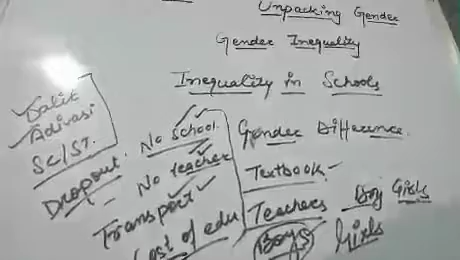 Unpacking Gender
Gender Inequality
Inequality in Schools
Dalit
Adivasi
SC/ST.
Dropout.
No School.
No teacher
Transport
Cost of edu
Gender Difference.
Textbook
Teachers Boy Girls
Boys Girls